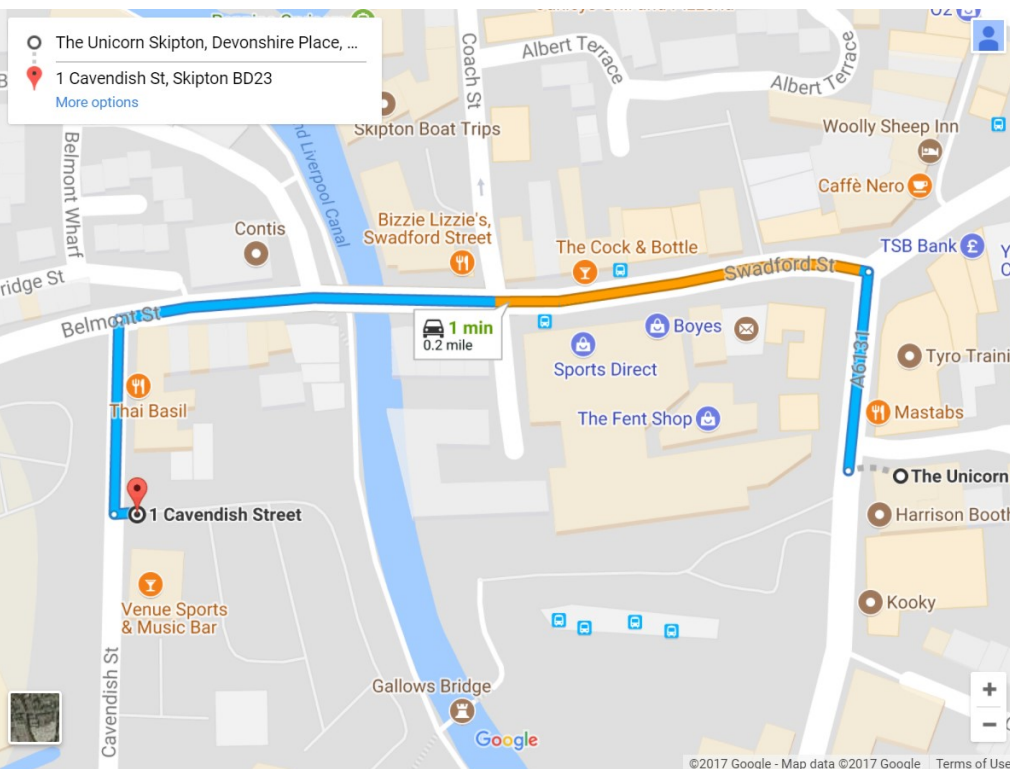 The Unicorn Skipton, Devonshire Place, ...
1 Cavendish St, Skipton BD23
More options
Albert Terrace
Albert Terrace
Coach St
Skipton Boat Trips
Woolly Sheep Inn
Caffè Nero
Belmont Wharf
nd Liverpool Canal
Contis
Bizzie Lizzie's,
Swadford Street
The Cock & Bottle
TSB Bank
Swadford St
ridge St
Belmont St
1 min
0.2 mile
Boyes
Sports Direct
A6131
Tyro Traini
Thai Basil
The Fent Shop
Mastabs
The Unicorn
1 Cavendish Street
Harrison Booth
Venue Sports
& Music Bar
Kooky
Cavendish St
Gallows Bridge
Google
+
−
©2017 Google - Map data ©2017 Google
Terms of Use